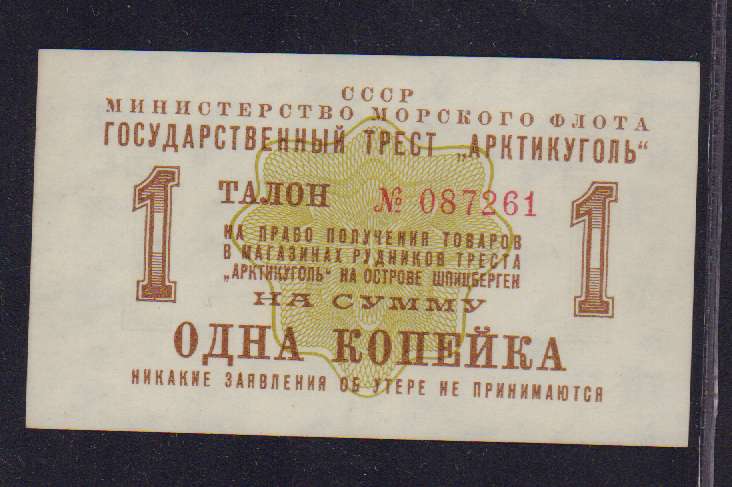 СССР
МИНИСТЕРСТВО МОРСКОГО ФЛОТА
ГОСУДАРСТВЕННЫЙ ТРЕСТ „АРКТИКУГОЛЬ“
1 ТАЛОН № 087261 1
НА ПРАВО ПОЛУЧЕНИЯ ТОВАРОВ
В МАГАЗИНАХ РУДНИКОВ ТРЕСТА
„АРКТИКУГОЛЬ“ НА ОСТРОВЕ ШПИЦБЕРГЕН
НА СУММУ
ОДНА КОПЕЙКА
НИКАКИЕ ЗАЯВЛЕНИЯ ОБ УТЕРЕ НЕ ПРИНИМАЮТСЯ